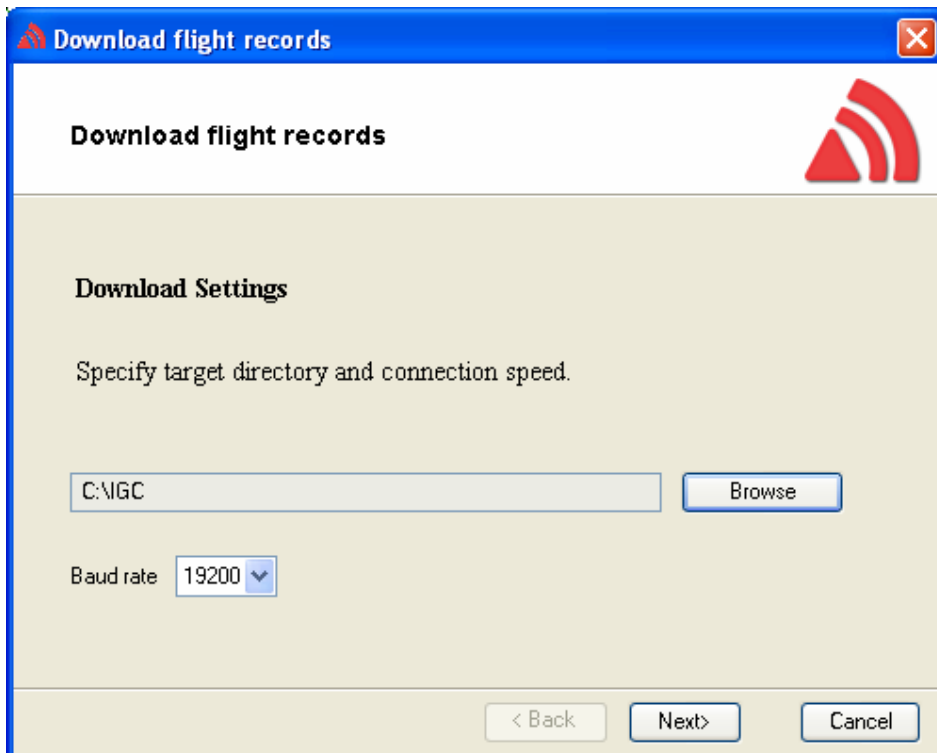 Download flight records
Download flight records
Download Settings
Specify target directory and connection speed.
C:\IGC
Browse
Baud rate
19200
< Back
Next>
Cancel